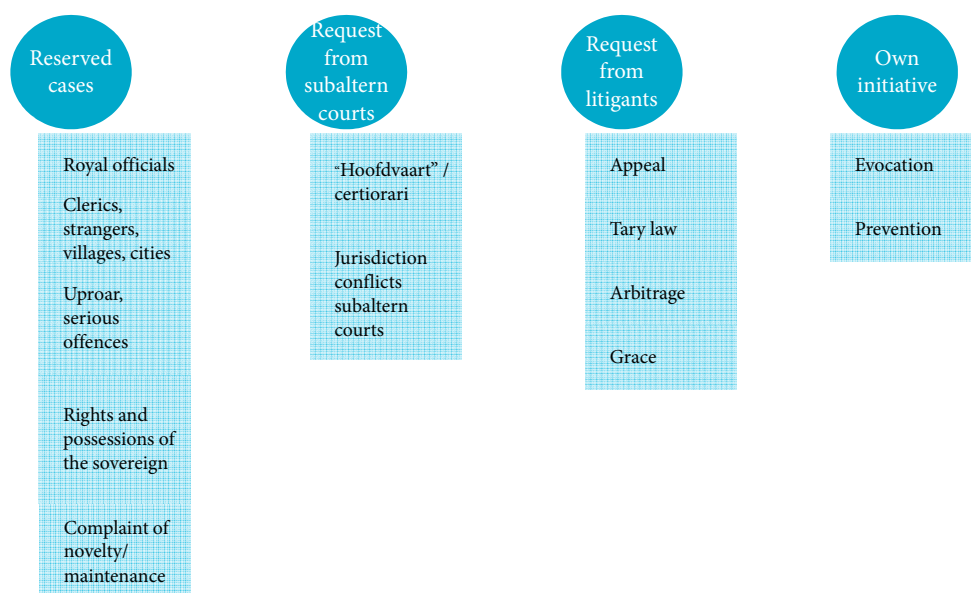 Reserved
cases
Royal officials
Clerics,
strangers,
villages, cities
Uproar,
serious
offences
Rights and
possessions of
the sovereign
Complaint of
novelty/
maintenance
Request
from
subaltern
courts
“Hoofdvaart” /
certiorari
Jurisdiction
conflicts
subaltern
courts
Request
from
litigants
Appeal
Tary law
Arbitrage
Grace
Own
initiative
Evocation
Prevention